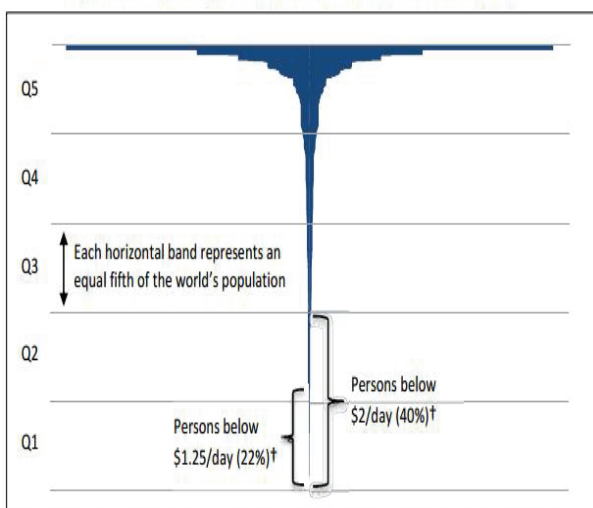 Q5
Q4
Each horizontal band represents an
Q3
equal fifth of the world's population
Q2
Persons below
$2/day (40%)†
Persons below
Q1
$1.25/day (22%)†